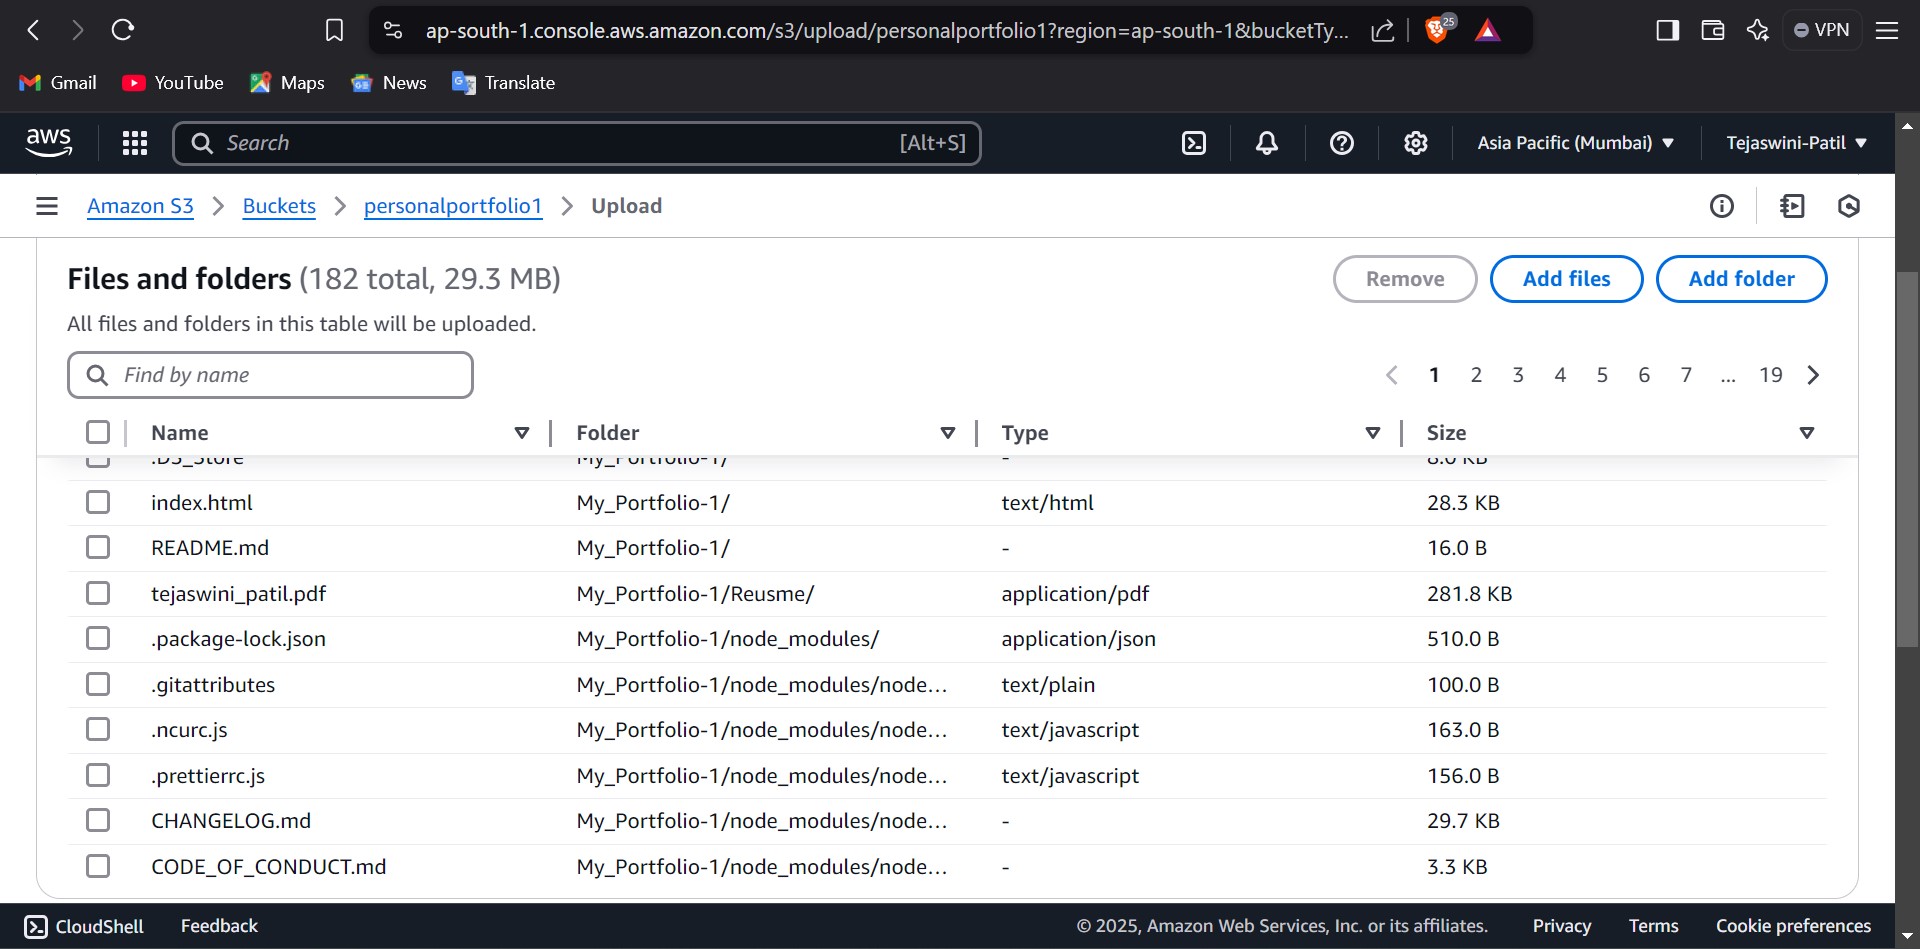 ap-south-1.console.aws.amazon.com/s3/upload/personalportfolio1?region=ap-south-1&bucketTy...
25
VPN
Gmail
YouTube
Maps
News
Translate
aws
Search
[Alt+S]
Asia Pacific (Mumbai)
Tejaswini-Patil
Amazon S3 > Buckets > personalportfolio1 > Upload
Files and folders (182 total, 29.3 MB)
Remove
Add files
Add folder
All files and folders in this table will be uploaded.
Find by name
1 2 3 4 5 6 7 ... 19
Name Folder Type Size
.DS_Store My_Portfolio-1/ - 8.0 KB
index.html My_Portfolio-1/ text/html 28.3 KB
README.md My_Portfolio-1/ - 16.0 B
tejaswini_patil.pdf My_Portfolio-1/Reusme/ application/pdf 281.8 KB
.package-lock.json My_Portfolio-1/node_modules/ application/json 510.0 B
.gitattributes My_Portfolio-1/node_modules/node... text/plain 100.0 B
.ncurc.js My_Portfolio-1/node_modules/node... text/javascript 163.0 B
.prettierrc.js My_Portfolio-1/node_modules/node... text/javascript 156.0 B
CHANGELOG.md My_Portfolio-1/node_modules/node... - 29.7 KB
CODE_OF_CONDUCT.md My_Portfolio-1/node_modules/node... - 3.3 KB
CloudShell
Feedback
© 2025, Amazon Web Services, Inc. or its affiliates.
Privacy
Terms
Cookie preferences